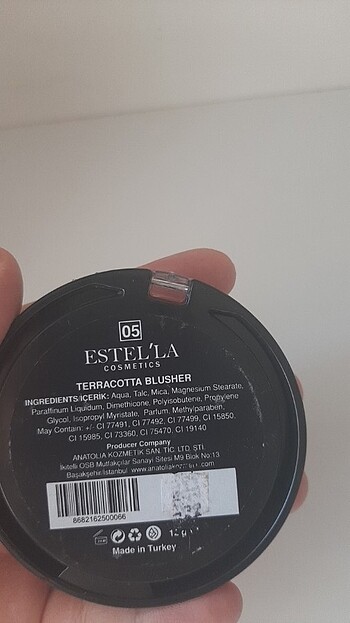 05
ESTEL'LA
COSMETICS
TERRACOTTA BLUSHER
INGREDIENTS/İÇERİK: Aqua, Talc, Mica, Magnesium Stearate,
Paraffinum Liquidum, Dimethicone, Polyisobutene, Propylene
Glycol, Isopropyl Myristate, Parfum, Methylparaben,
May Contain: +/- CI 77491, CI 77492, CI 77499, CI 15850,
CI 15985, CI 73360, CI 75470, CI 19140
Producer Company
ANATOLIA KOZMETİK SAN. TİC. LTD. ŞTİ.
İkitelli OSB Mutfakçılar Sanayi Sitesi M9 Blok No:13
Başakşehir/İstanbul
8682162500066
Made in Turkey